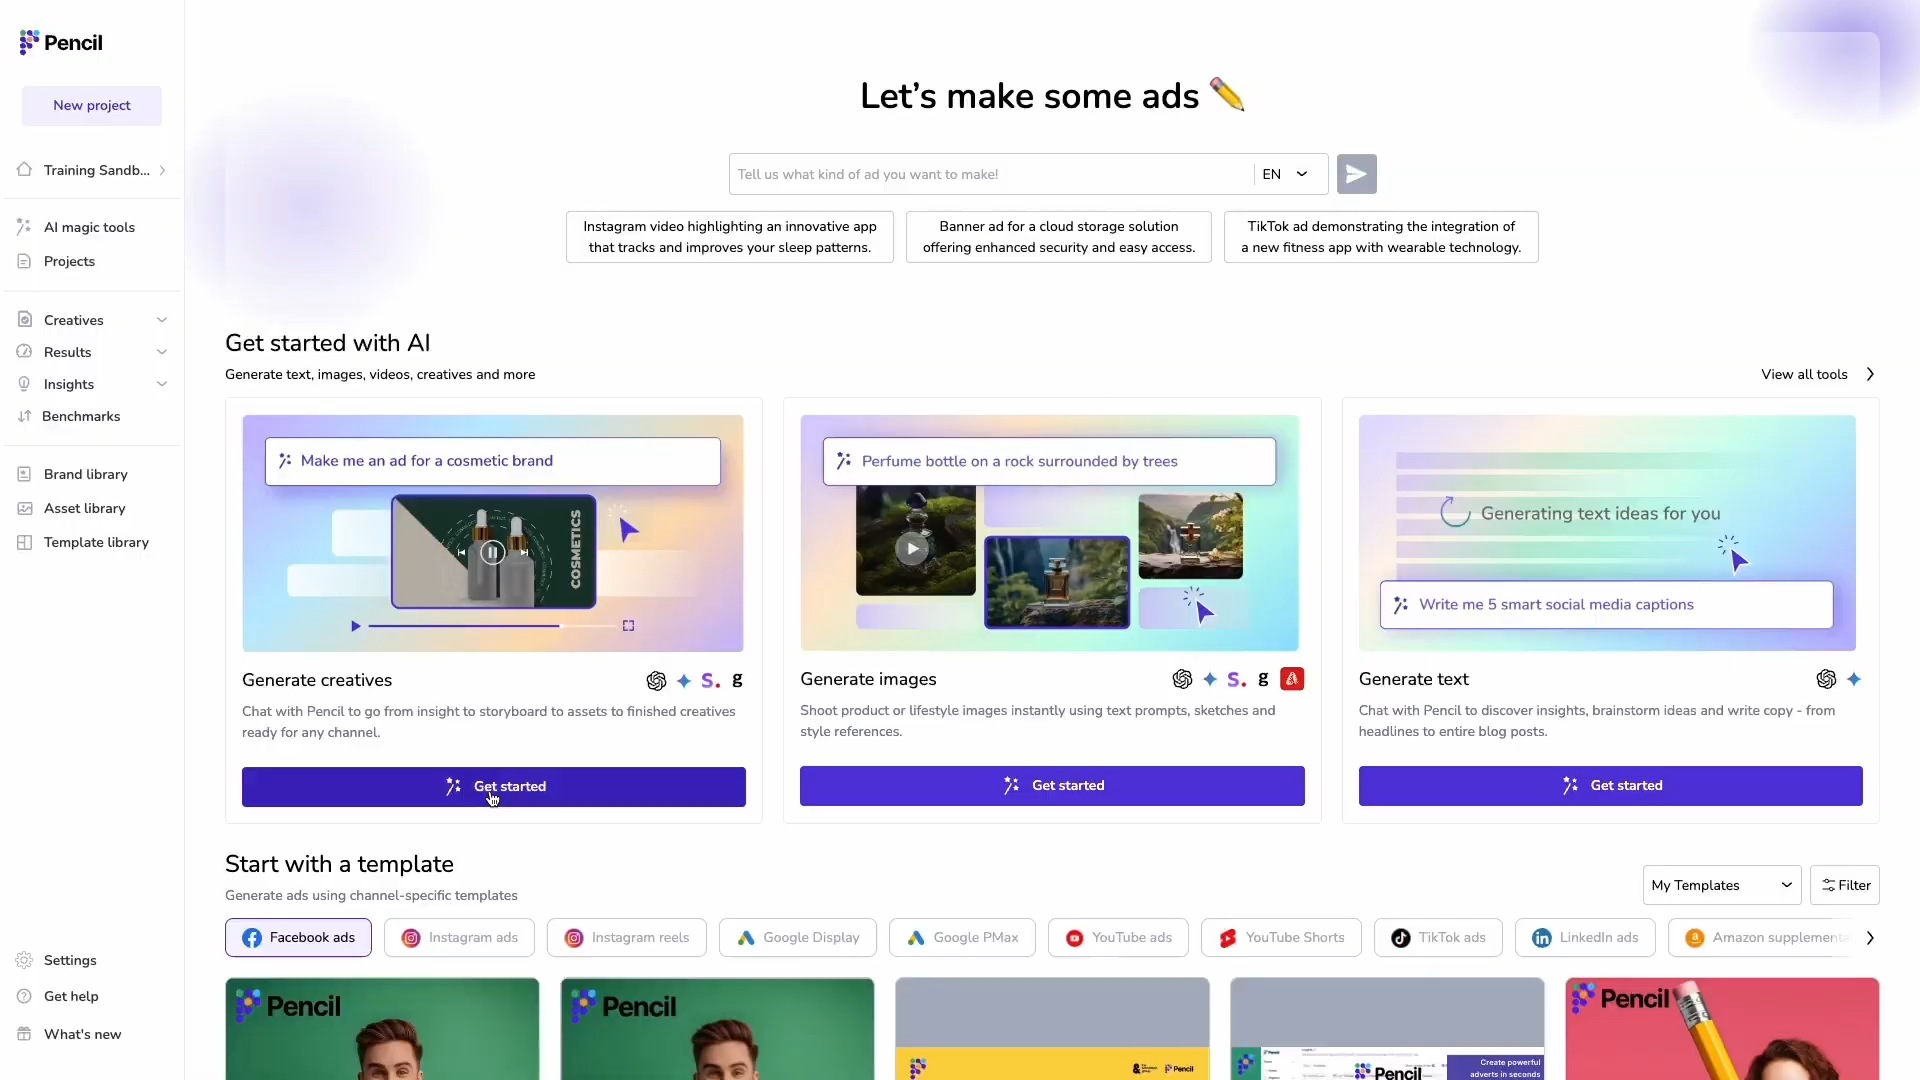 Pencil
New project
Training Sandb...
AI magic tools
Projects
Creatives
Results
Insights
Benchmarks
Brand library
Asset library
Template library
Settings
Get help
What's new
Let's make some ads ✏️
Tell us what kind of ad you want to make!
EN
Instagram video highlighting an innovative app
that tracks and improves your sleep patterns.
Banner ad for a cloud storage solution
offering enhanced security and easy access.
TikTok ad demonstrating the integration of
a new fitness app with wearable technology.
Get started with AI
Generate text, images, videos, creatives and more
View all tools
Make me an ad for a cosmetic brand
COSMETICS
Generate creatives
S. g
Chat with Pencil to go from insight to storyboard to assets to finished creatives
ready for any channel.
Get started
Perfume bottle on a rock surrounded by trees
Generate images
S. g
Shoot product or lifestyle images instantly using text prompts, sketches and
style references.
Get started
Generating text ideas for you
Write me 5 smart social media captions
Generate text
Chat with Pencil to discover insights, brainstorm ideas and write copy - from
headlines to entire blog posts.
Get started
Start with a template
Generate ads using channel-specific templates
My Templates
Filter
Facebook ads
Instagram ads
Instagram reels
Google Display
Google PMax
YouTube ads
YouTube Shorts
TikTok ads
LinkedIn ads
Amazon supplementa
Pencil
Pencil
Pencil
Pencil
Create powerful
adverts in seconds
Pencil
Pencil